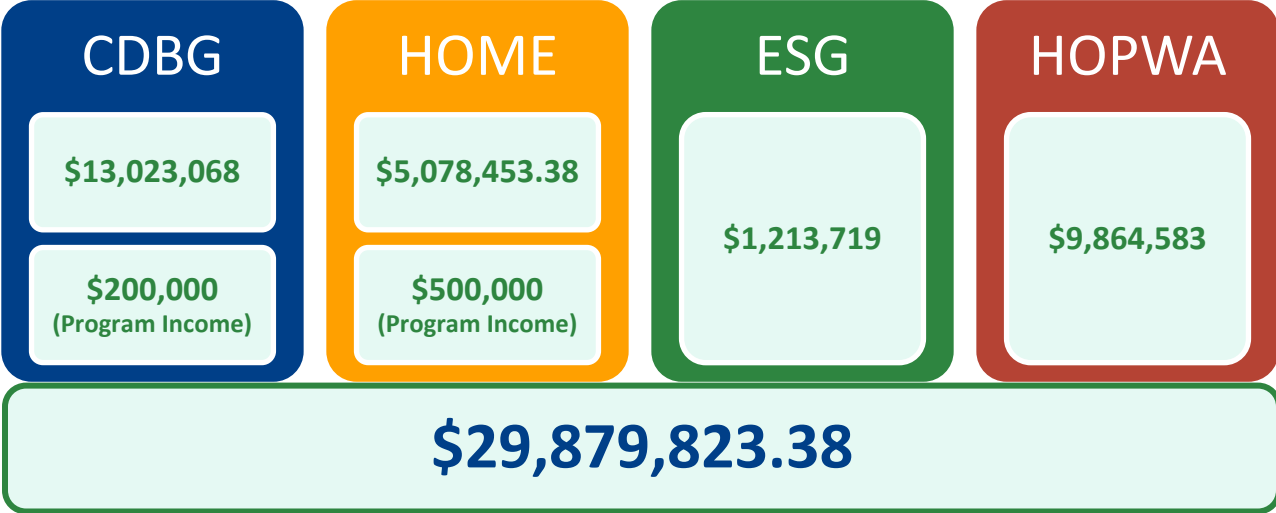 CDBG
$13,023,068
$200,000
(Program Income)
HOME
$5,078,453.38
$500,000
(Program Income)
ESG
$1,213,719
HOPWA
$9,864,583
$29,879,823.38